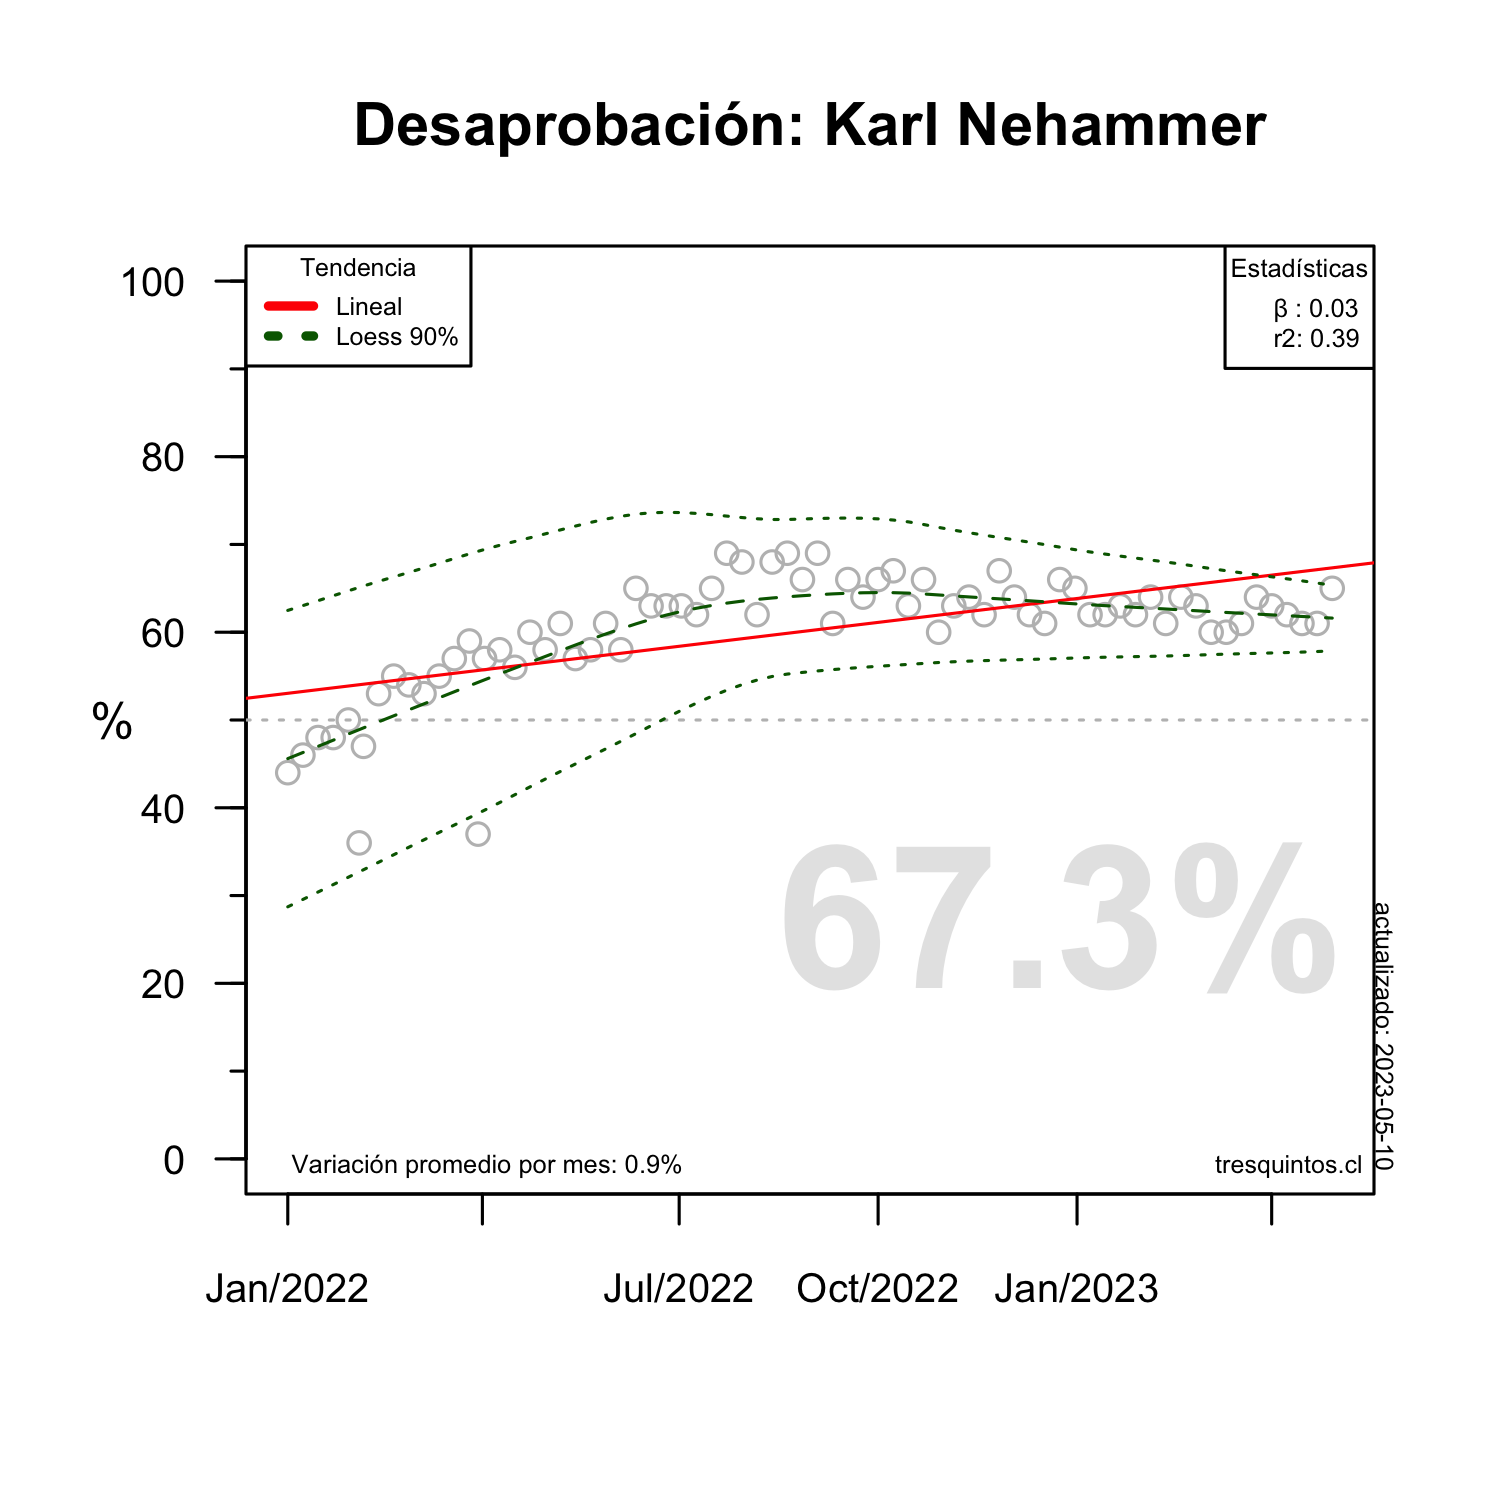 Desaprobación: Karl Nehammer
Tendencia
Lineal
Loess 90%
Estadísticas
β : 0.03
r2: 0.39
100
80
60
40
20
0
%
67.3%
actualizado: 2023-05-10
Variación promedio por mes: 0.9%
tresquintos.cl
Jan/2022
Jul/2022
Oct/2022
Jan/2023